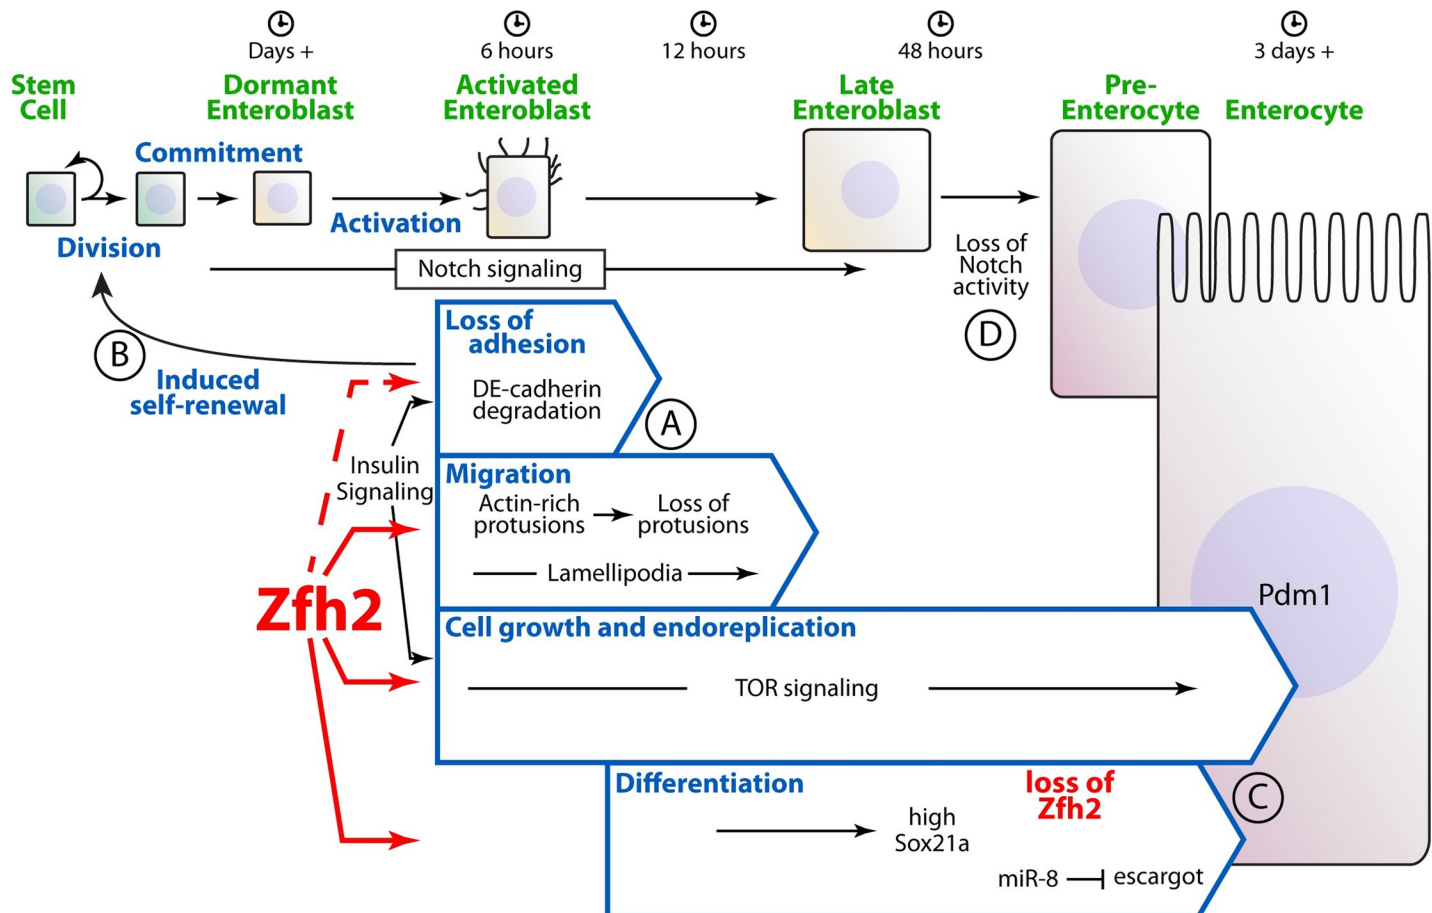 Days +
6 hours
12 hours
48 hours
3 days +
Stem
Cell
Dormant
Enteroblast
Activated
Enteroblast
Late
Enteroblast
Pre-
Enterocyte
Enterocyte
Commitment
Division
Activation
Notch signaling
Loss of
Notch
activity
D
B
Induced
self-renewal
Loss of
adhesion
DE-cadherin
degradation
A
Insulin
Signaling
Migration
Actin-rich
protusions
Loss of
protusions
Lamellipodia
Zfh2
Pdm1
Cell growth and endoreplication
TOR signaling
Differentiation
loss of
Zfh2
C
high
Sox21a
miR-8
escargot